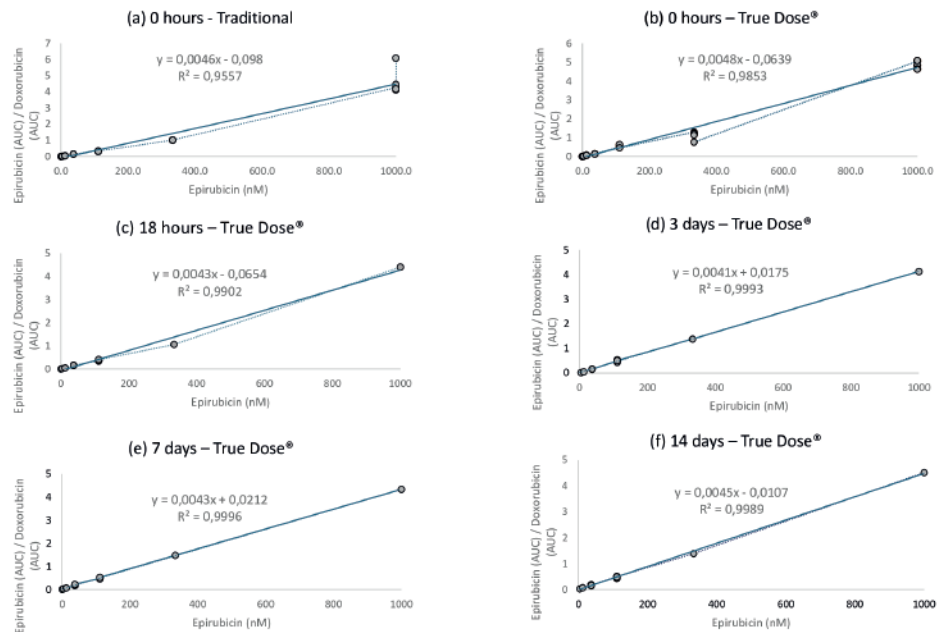 (a) 0 hours - Traditional
Epirubicin (AUC) / Doxorubicin
(AUC)
7
6
5
4
3
2
1
0
y = 0,0046x - 0,098
R² = 0,9557
0.0 200.0 400.0 600.0 800.0 1000.0
Epirubicin (nM)
(b) 0 hours – True Dose®
Epirubicin (AUC) / Doxorubicin
(AUC)
6
5
4
3
2
1
0
y = 0,0048x - 0,0639
R² = 0,9853
0.0 200.0 400.0 600.0 800.0 1000.0
Epirubicin (nM)
(c) 18 hours – True Dose®
Epirubicin (AUC) / Doxorubicin
(AUC)
5
4
3
2
1
0
y = 0,0043x - 0,0654
R² = 0,9902
0 200 400 600 800 1000
Epirubicin (nM)
(d) 3 days – True Dose®
Epirubicin (AUC) / Doxorubicin
(AUC)
5
4
3
2
1
0
y = 0,0041x + 0,0175
R² = 0,9993
0 200 400 600 800 1000
Epirubicin (nM)
(e) 7 days – True Dose®
Epirubicin (AUC) / Doxorubicin
(AUC)
5
4
3
2
1
0
y = 0,0043x + 0,0212
R² = 0,9996
0 200 400 600 800 1000
Epirubicin (nM)
(f) 14 days – True Dose®
Epirubicin (AUC) / Doxorubicin
(AUC)
5
4
3
2
1
0
y = 0,0045x - 0,0107
R² = 0,9989
0 200 400 600 800 1000
Epirubicin (nM)